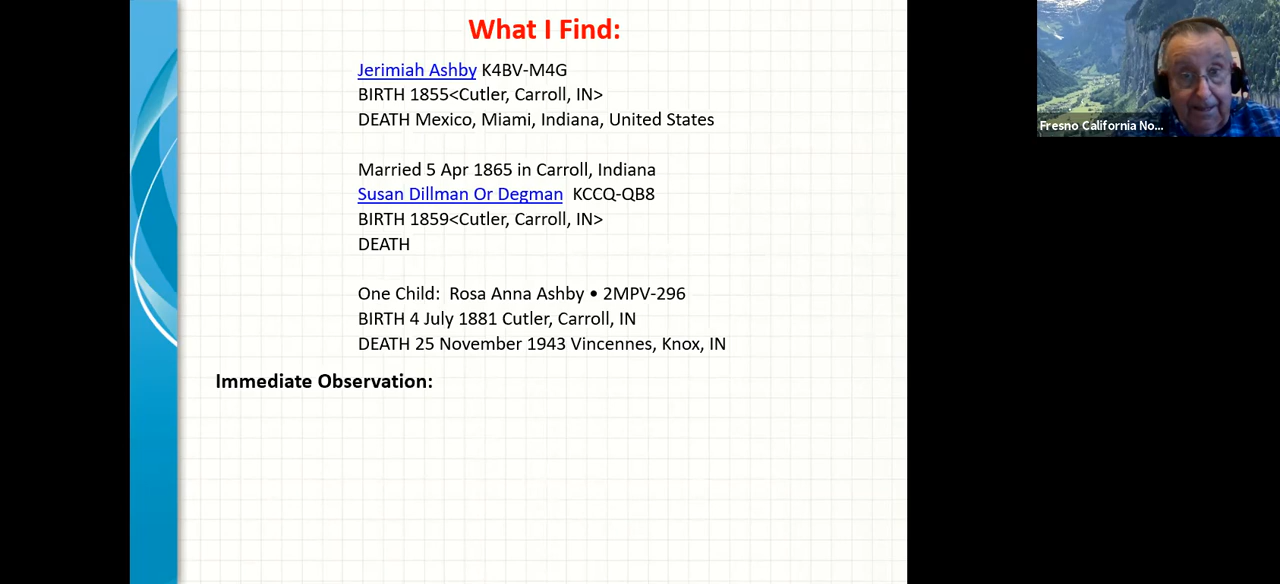 What I Find:
Jerimiah Ashby K4BV-M4G
BIRTH 1855<Cutler, Carroll, IN>
DEATH Mexico, Miami, Indiana, United States
Married 5 Apr 1865 in Carroll, Indiana
Susan Dillman Or Degman KCCQ-QB8
BIRTH 1859<Cutler, Carroll, IN>
DEATH
One Child: Rosa Anna Ashby • 2MPV-296
BIRTH 4 July 1881 Cutler, Carroll, IN
DEATH 25 November 1943 Vincennes, Knox, IN
Immediate Observation:
Fresno California No...